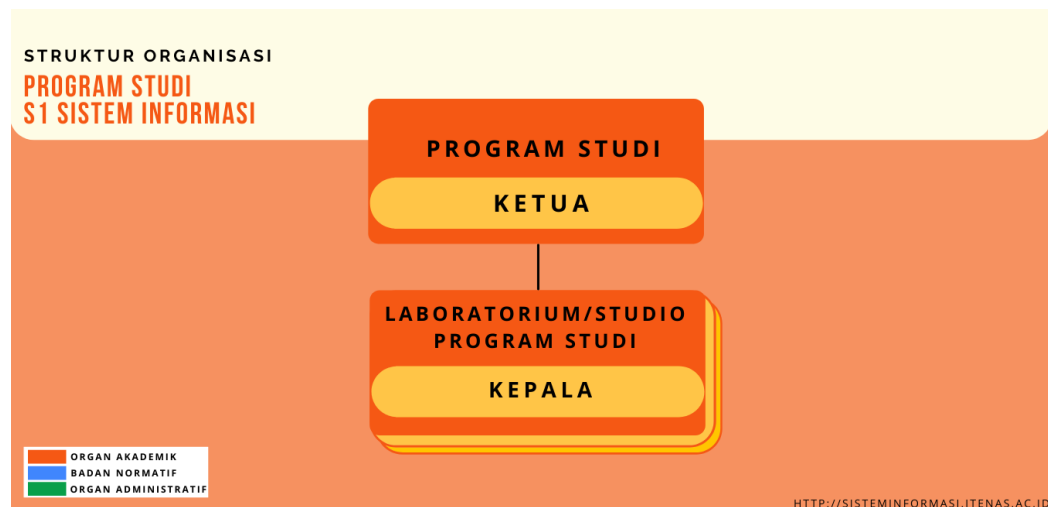 STRUKTUR ORGANISASI
PROGRAM STUDI
S1 SISTEM INFORMASI
PROGRAM STUDI
KETUA
LABORATORIUM/STUDIO
PROGRAM STUDI
KEPALA
ORGAN AKADEMIK
BADAN NORMATIF
ORGAN ADMINISTRATIF
HTTP://SISTEMINFORMASI.ITENAS.AC.ID